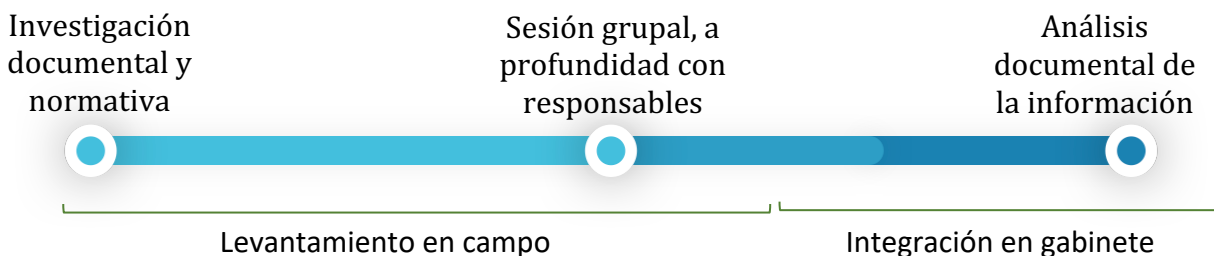 Investigación
documental y
normativa
Sesión grupal, a
profundidad con
responsables
Análisis
documental de
la información
Levantamiento en campo
Integración en gabinete